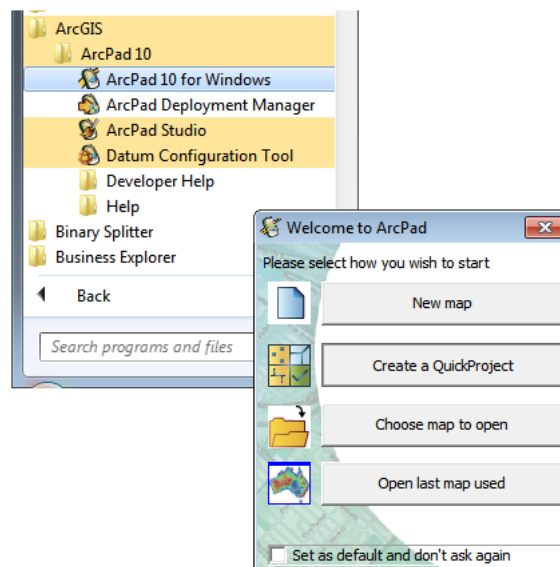 ArcGIS
ArcPad 10
ArcPad 10 for Windows
ArcPad Deployment Manager
ArcPad Studio
Datum Configuration Tool
Developer Help
Help
Binary Splitter
Business Explorer
Back
Search programs and files
Welcome to ArcPad
Please select how you wish to start
New map
Create a QuickProject
Choose map to open
Open last map used
Set as default and don't ask again